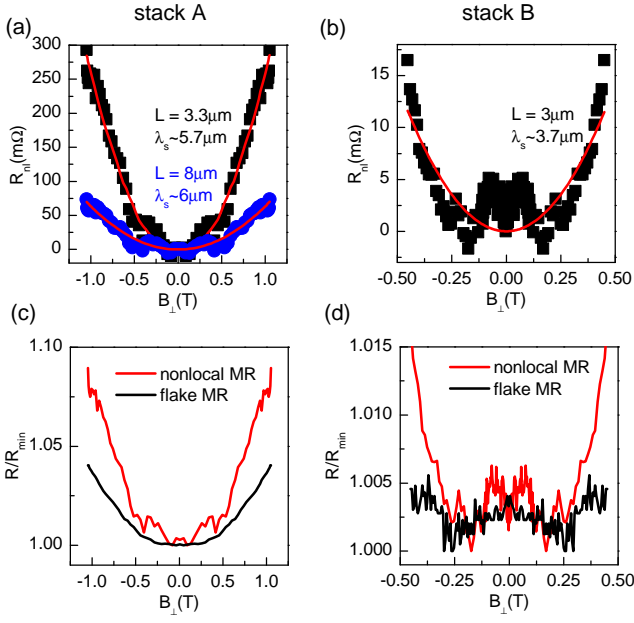 stack A
stack B
(a)
(b)
300
250
200
150
100
50
0
R_nl(mΩ)
L = 3.3μm
λ_s~5.7μm
L = 8μm
λ_s~6μm
-1.0 -0.5 0.0 0.5 1.0
B_⊥(T)
15
10
5
0
R_nl(mΩ)
L = 3μm
λ_s~3.7μm
-0.50 -0.25 0.00 0.25 0.50
B_⊥(T)
(c)
(d)
1.10
1.05
1.00
R/R_min
nonlocal MR
flake MR
-1.0 -0.5 0.0 0.5 1.0
B_⊥(T)
1.015
1.010
1.005
1.000
R/R_min
nonlocal MR
flake MR
-0.50 -0.25 0.00 0.25 0.50
B_⊥(T)